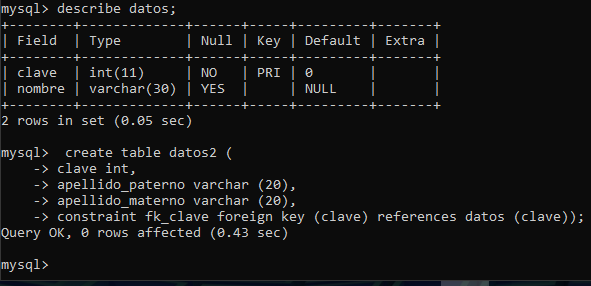 mysql> describe datos;
+--------+-------------+------+-----+---------+-------+
| Field  | Type        | Null | Key | Default | Extra |
+--------+-------------+------+-----+---------+-------+
| clave  | int(11)     | NO   | PRI | 0       |       |
| nombre | varchar(30) | YES  |     | NULL    |       |
+--------+-------------+------+-----+---------+-------+
2 rows in set (0.05 sec)

mysql>  create table datos2 (
    -> clave int,
    -> apellido_paterno varchar (20),
    -> apellido_materno varchar (20),
    -> constraint fk_clave foreign key (clave) references datos (clave));
Query OK, 0 rows affected (0.43 sec)

mysql>